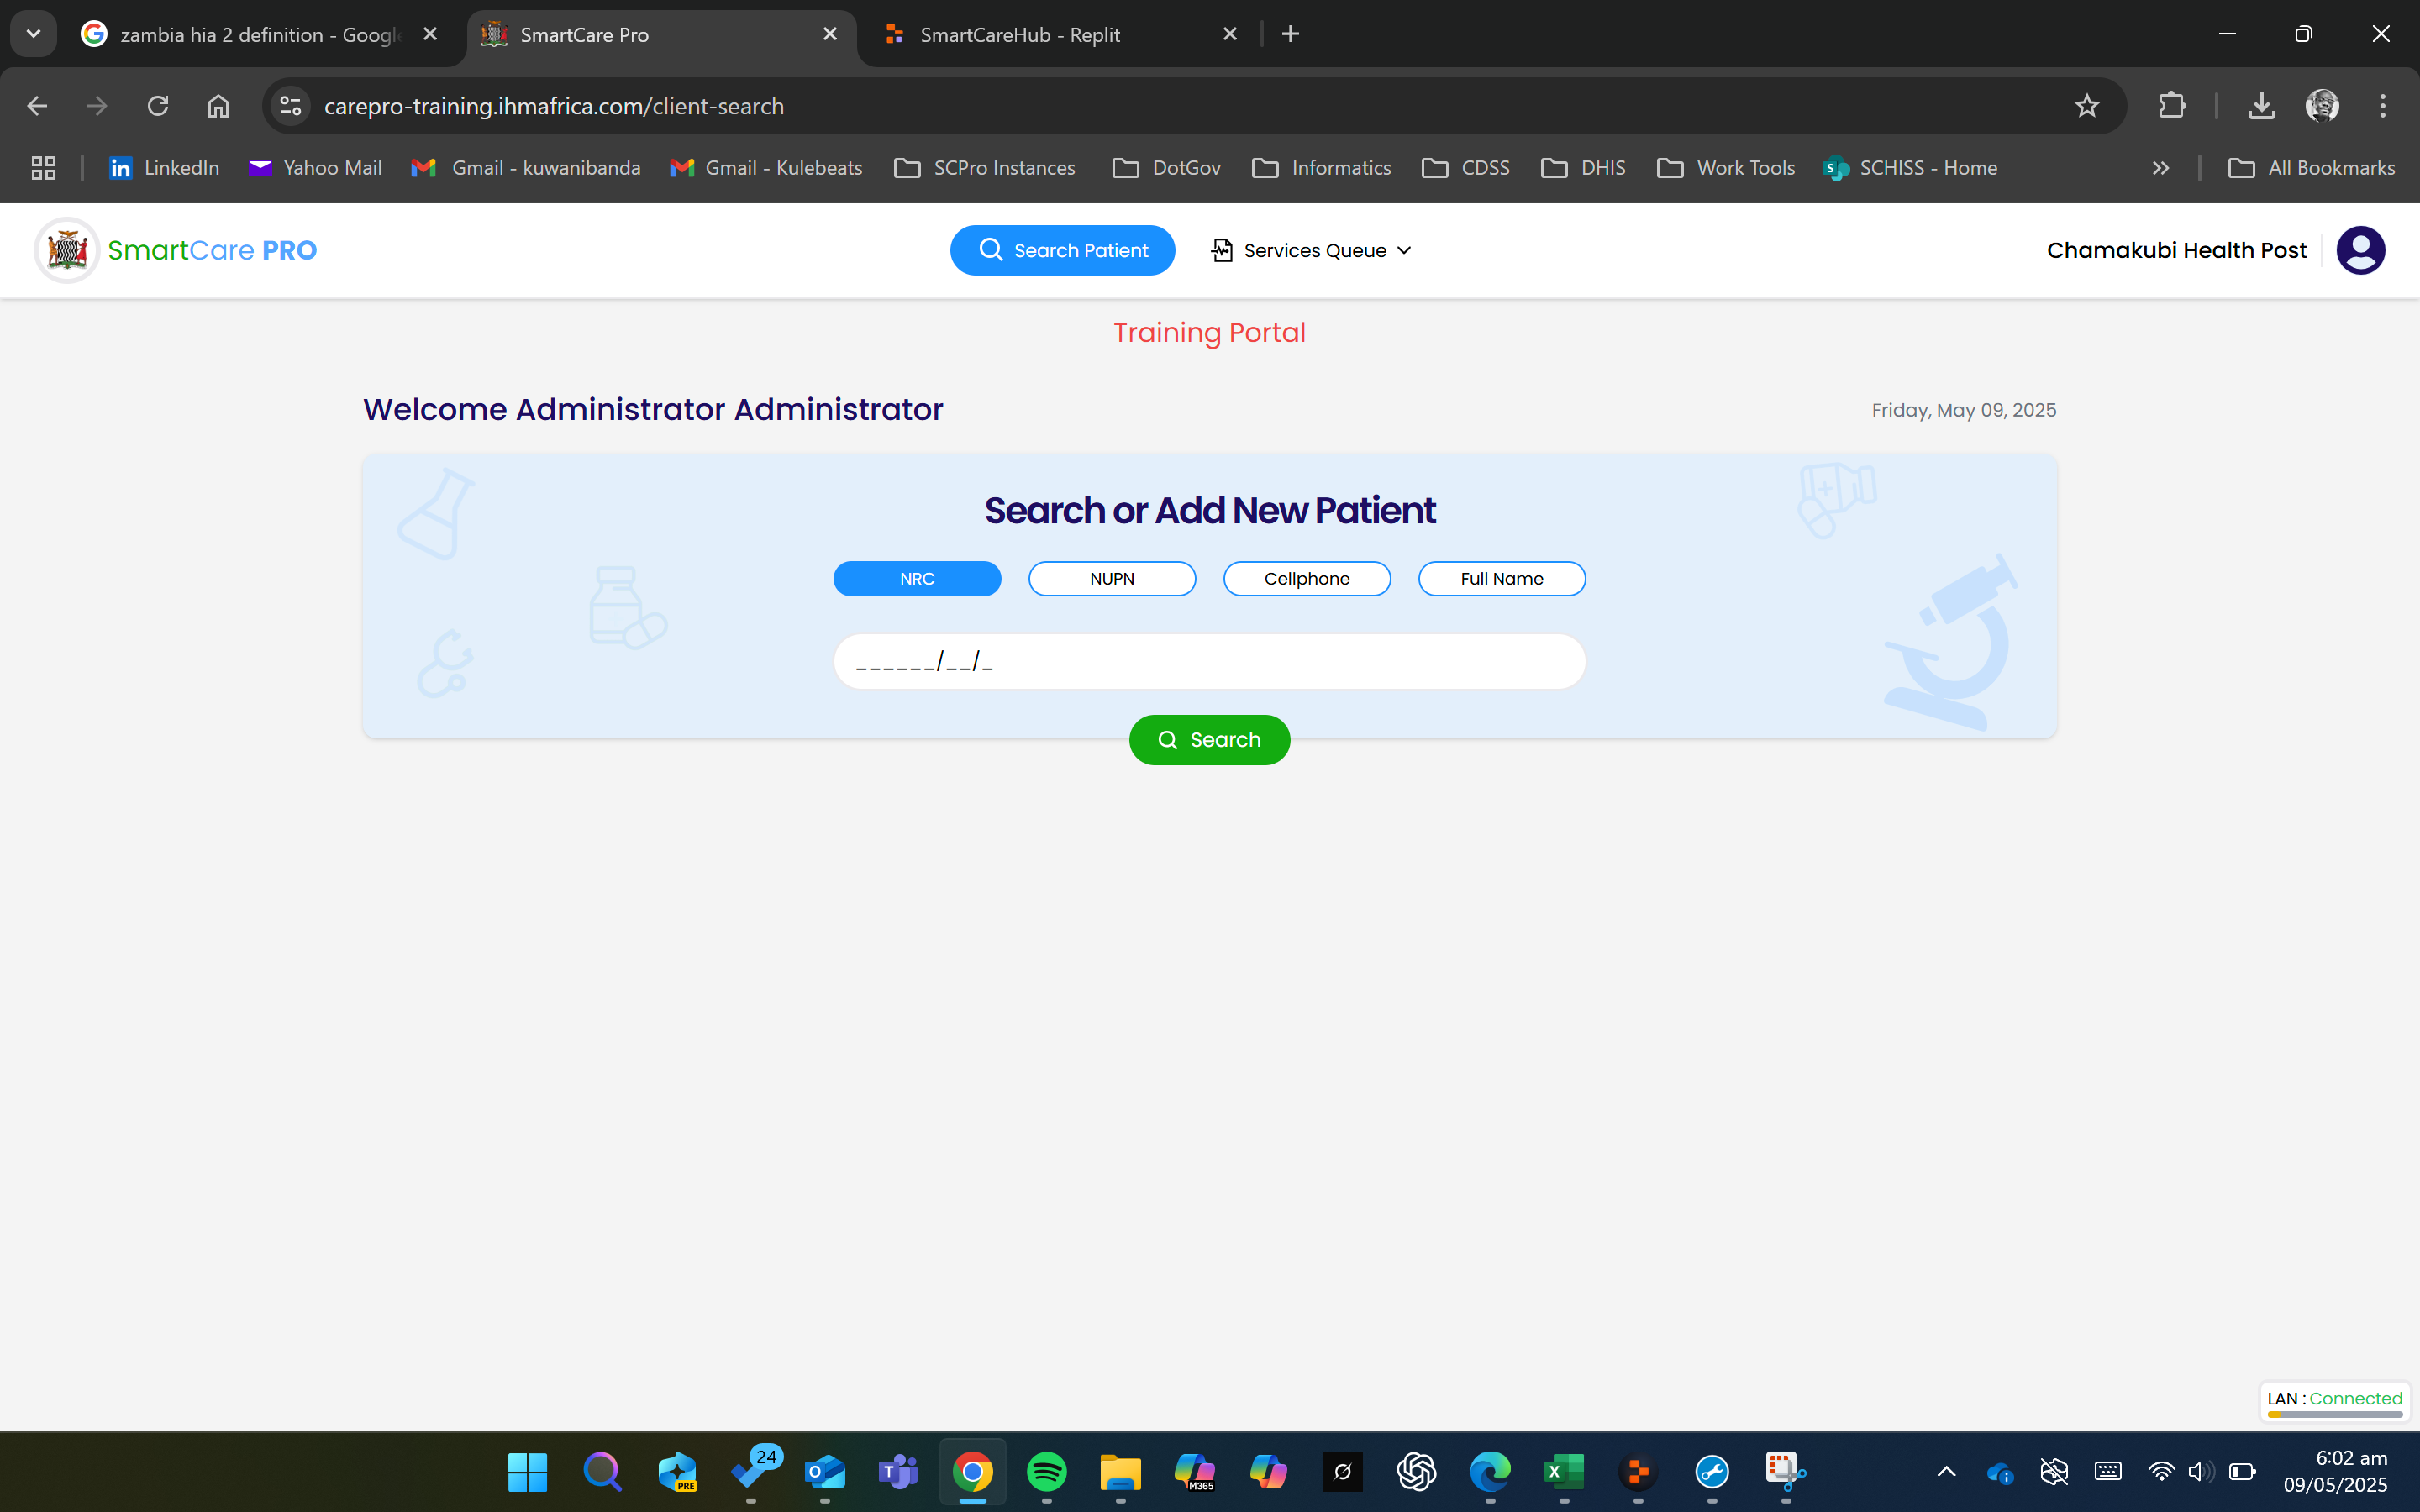 zambia hia 2 definition - Google
SmartCare Pro
SmartCareHub - Replit
carepro-training.ihmafrica.com/client-search
in LinkedIn
Yahoo Mail
Gmail - kuwanibanda
Gmail - Kulebeats
SCPro Instances
DotGov
Informatics
CDSS
DHIS
Work Tools
S SCHISS - Home
All Bookmarks
SmartCare PRO
Search Patient
Services Queue
Chamakubi Health Post
Training Portal
Welcome Administrator Administrator
Friday, May 09, 2025
Search or Add New Patient
NRC
NUPN
Cellphone
Full Name
______/__/_
Search
LAN : Connected
PRE
24
O
T
M365
X
6:02 am
09/05/2025